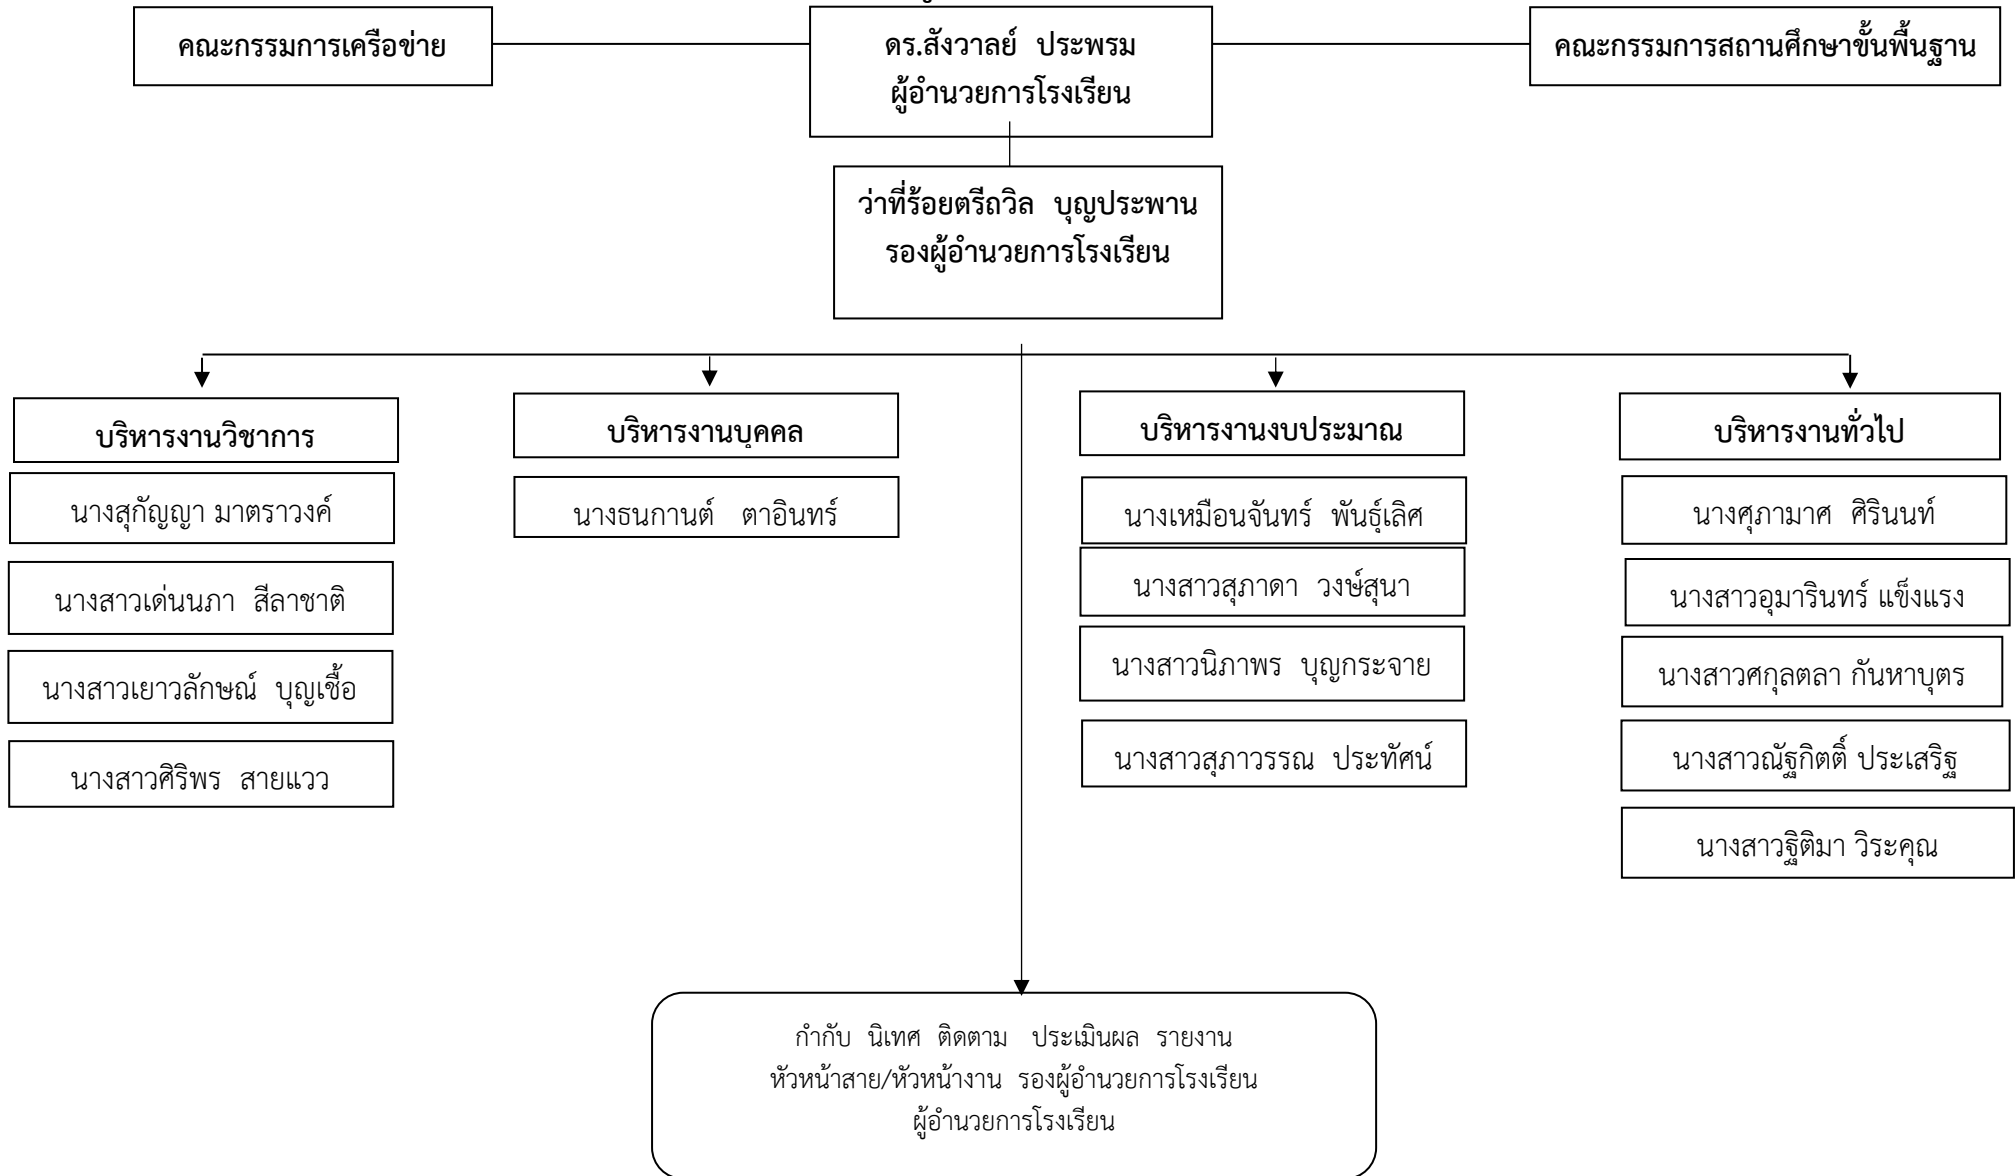 คณะกรรมการเครือข่าย
ดร.สังวาลย์ ประพรม
ผู้อำนวยการโรงเรียน
คณะกรรมการสถานศึกษาขั้นพื้นฐาน
ว่าที่ร้อยตรีถวิล บุญประพาน
รองผู้อำนวยการโรงเรียน
บริหารงานวิชาการ
นางสุกัญญา มาตราวงค์
นางสาวเด่นนภา สีลาชาติ
นางสาวเยาวลักษณ์ บุญเชื้อ
นางสาวศิริพร สายแวว
บริหารงานบุคคล
นางธนกานต์ ตาอินทร์
บริหารงานงบประมาณ
นางเหมือนจันทร์ พันธุ์เลิศ
นางสาวสุภาดา วงษ์สุนา
นางสาวนิภาพร บุญกระจาย
นางสาวสุภาวรรณ ประทัศน์
บริหารงานทั่วไป
นางศุภามาศ ศิรินนท์
นางสาวอุมารินทร์ แข็งแรง
นางสาวศกุลตลา กันหาบุตร
นางสาวณัฐกิตติ์ ประเสริฐ
นางสาวฐิติมา วิระคุณ
กำกับ นิเทศ ติดตาม ประเมินผล รายงาน
หัวหน้าสาย/หัวหน้างาน รองผู้อำนวยการโรงเรียน
ผู้อำนวยการโรงเรียน